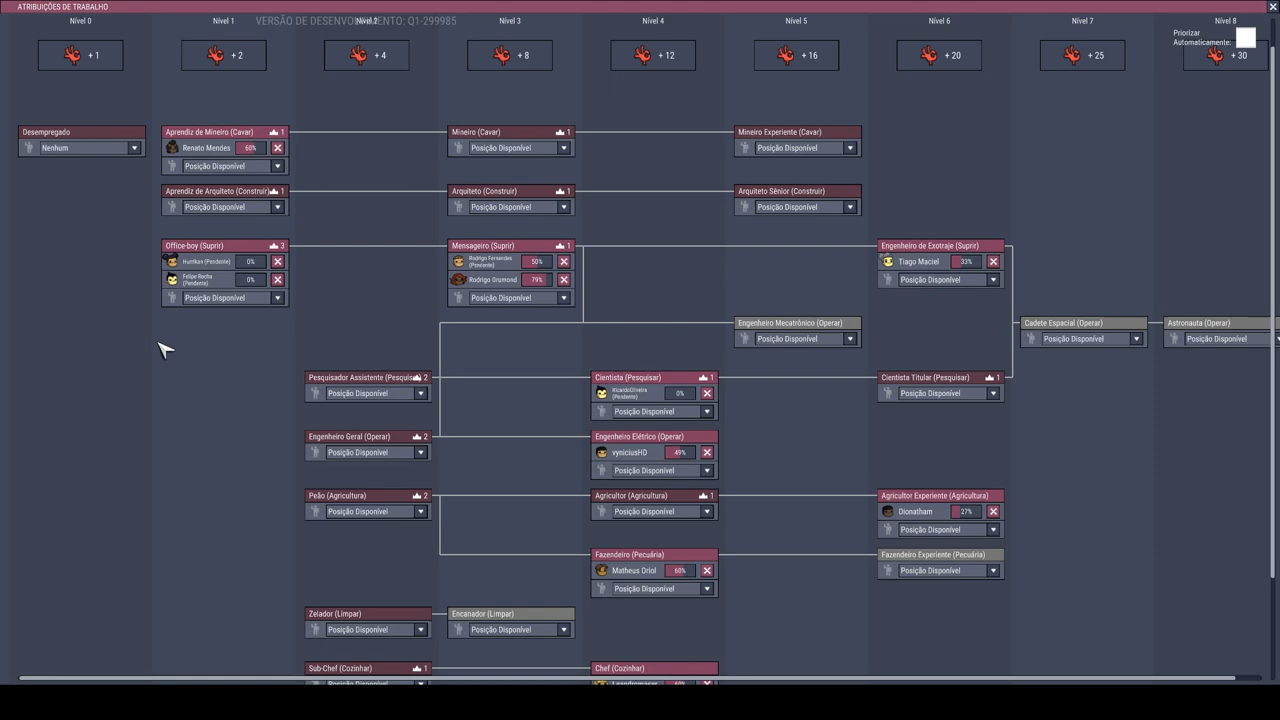 ATRIBUIÇÕES DE TRABALHO
VERSÃO DE DESENVOLVIMENTO: Q1-299985
Nível 0
Nível 1
Nível 2
Nível 3
Nível 4
Nível 5
Nível 6
Nível 7
Nível 8
Priorizar
Automaticamente:
+ 1
+ 2
+ 4
+ 8
+ 12
+ 16
+ 20
+ 25
+ 30
Desempregado
Nenhum
Aprendiz de Mineiro (Cavar) 1
Renato Mendes 60%
Posição Disponível
Mineiro (Cavar) 1
Posição Disponível
Mineiro Experiente (Cavar)
Posição Disponível
Aprendiz de Arquiteto (Construir) 1
Posição Disponível
Arquiteto (Construir) 1
Posição Disponível
Arquiteto Sênior (Construir)
Posição Disponível
Office-boy (Suprir) 3
(Pendente) 0%
Felipe Rocha
(Pendente) 0%
Posição Disponível
Mensageiro (Suprir) 1
Rodrigo Fernandes
(Pendente) 50%
Rodrigo Drumond 79%
Posição Disponível
Engenheiro de Exotraje (Suprir)
Tiago Maciel 33%
Posição Disponível
Engenheiro Mecatrônico (Operar)
Posição Disponível
Cadete Espacial (Operar)
Posição Disponível
Astronauta (Operar)
Posição Disponível
Pesquisador Assistente (Pesquisar 2
Posição Disponível
Cientista (Pesquisar) 1
RicardoOliveira
(Pendente) 0%
Posição Disponível
Cientista Titular (Pesquisar) 1
Posição Disponível
Engenheiro Geral (Operar) 2
Posição Disponível
Engenheiro Elétrico (Operar)
vyniciusHD 49%
Posição Disponível
Peão (Agricultura) 2
Posição Disponível
Agricultor (Agricultura) 1
Posição Disponível
Agricultor Experiente (Agricultura)
Dionatham 27%
Posição Disponível
Fazendeiro (Pecuária)
Matheus Oriol 60%
Posição Disponível
Fazendeiro Experiente (Pecuária)
Posição Disponível
Zelador (Limpar)
Posição Disponível
Encanador (Limpar)
Posição Disponível
Sub-Chef (Cozinhar) 1
Posição Disponível
Chef (Cozinhar)
60%